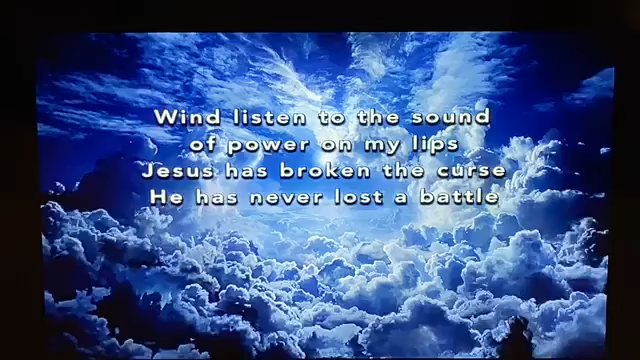 Wind listen to the sound
of power on my lips
Jesus has broken the curse
He has never lost a battle